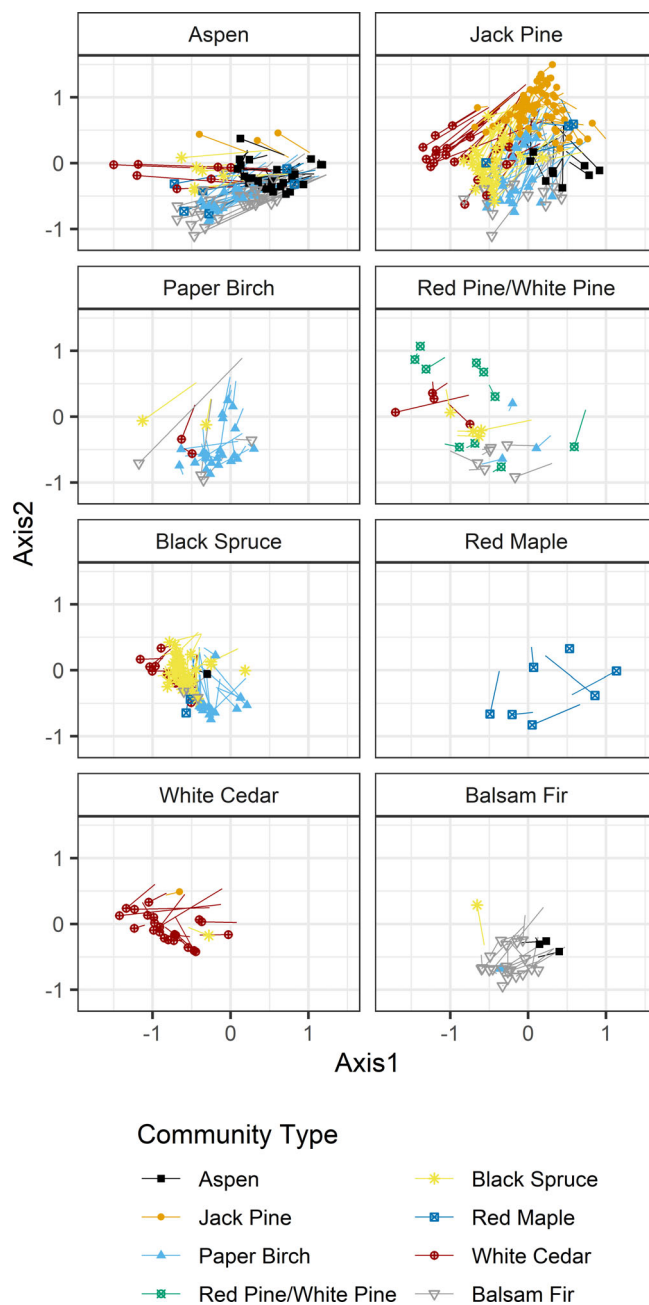 Aspen
Jack Pine
1
0
-1
Paper Birch
Red Pine/White Pine
1
0
-1
Axis2
Black Spruce
Red Maple
1
0
-1
White Cedar
Balsam Fir
1
0
-1
-1 0 1 -1 0 1
Axis1
Community Type
Aspen
Jack Pine
Paper Birch
Red Pine/White Pine
Black Spruce
Red Maple
White Cedar
Balsam Fir